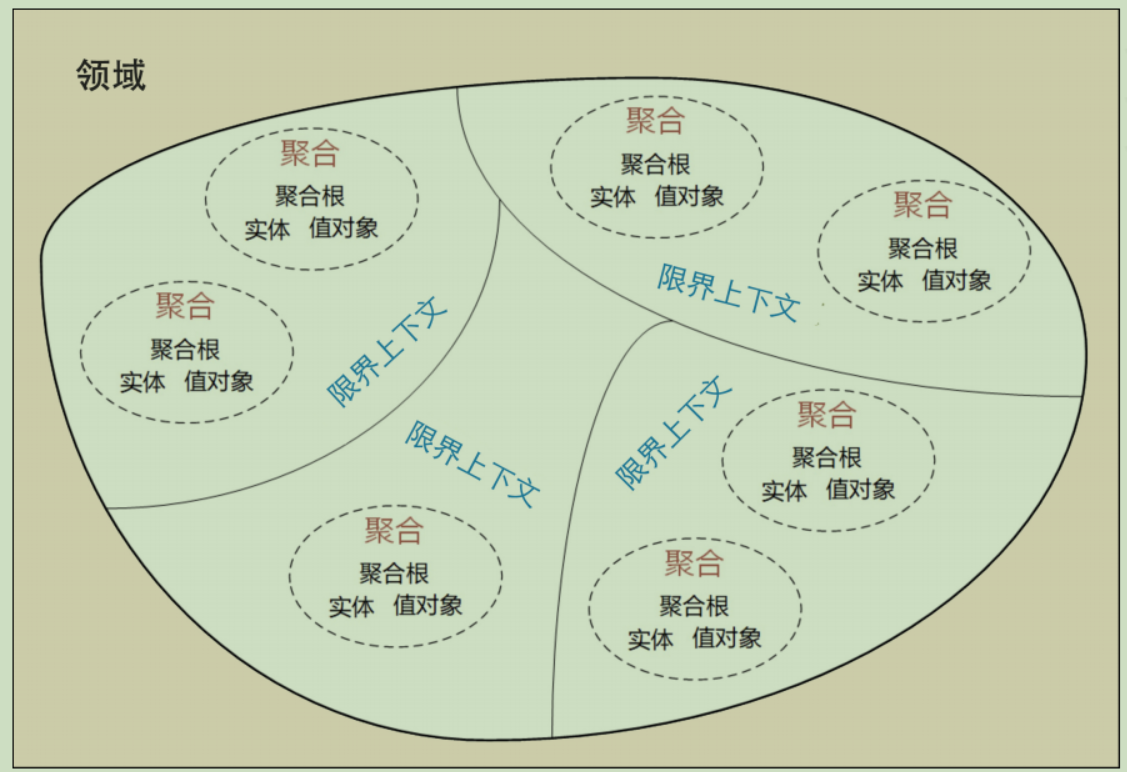 领域
聚合
聚合根
实体 值对象
聚合
聚合根
实体 值对象
限界上下文
聚合
聚合根
实体 值对象
聚合
聚合根
实体 值对象
限界上下文
限界上下文
聚合
聚合根
实体 值对象
限界上下文
聚合
聚合根
实体 值对象
聚合
聚合根
实体 值对象